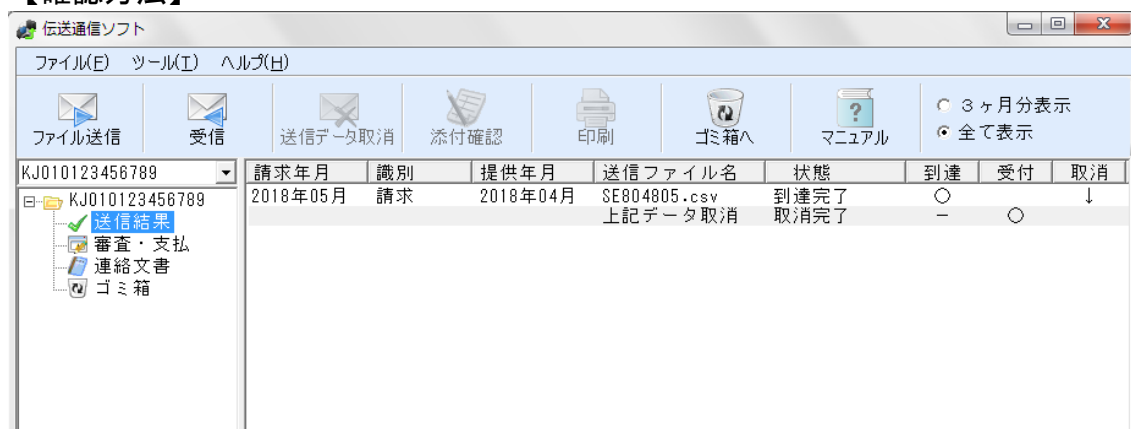 【確認方法】
伝送通信ソフト
ファイル(F) ツール(T) ヘルプ(H)
ファイル送信 受信 送信データ取消 添付確認 印刷 ゴミ箱へ マニュアル
3ヶ月分表示
全て表示
KJ010123456789
KJ010123456789
送信結果
審査・支払
連絡文書
ゴミ箱
請求年月 識別 提供年月 送信ファイル名 状態 到達 受付 取消
2018年05月 請求 2018年04月 SE804805.csv 到達完了 ○ ↓
上記データ取消 取消完了 － ○